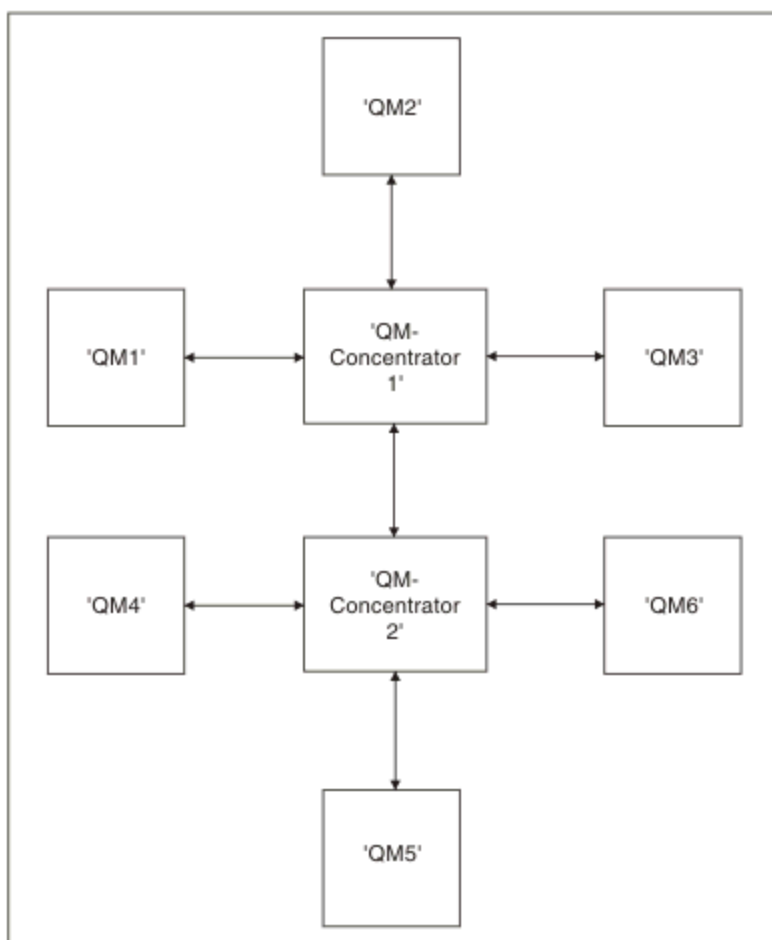 'QM2'
'QM1'
'QM-
Concentrator
1'
'QM3'
'QM4'
'QM-
Concentrator
2'
'QM6'
'QM5'